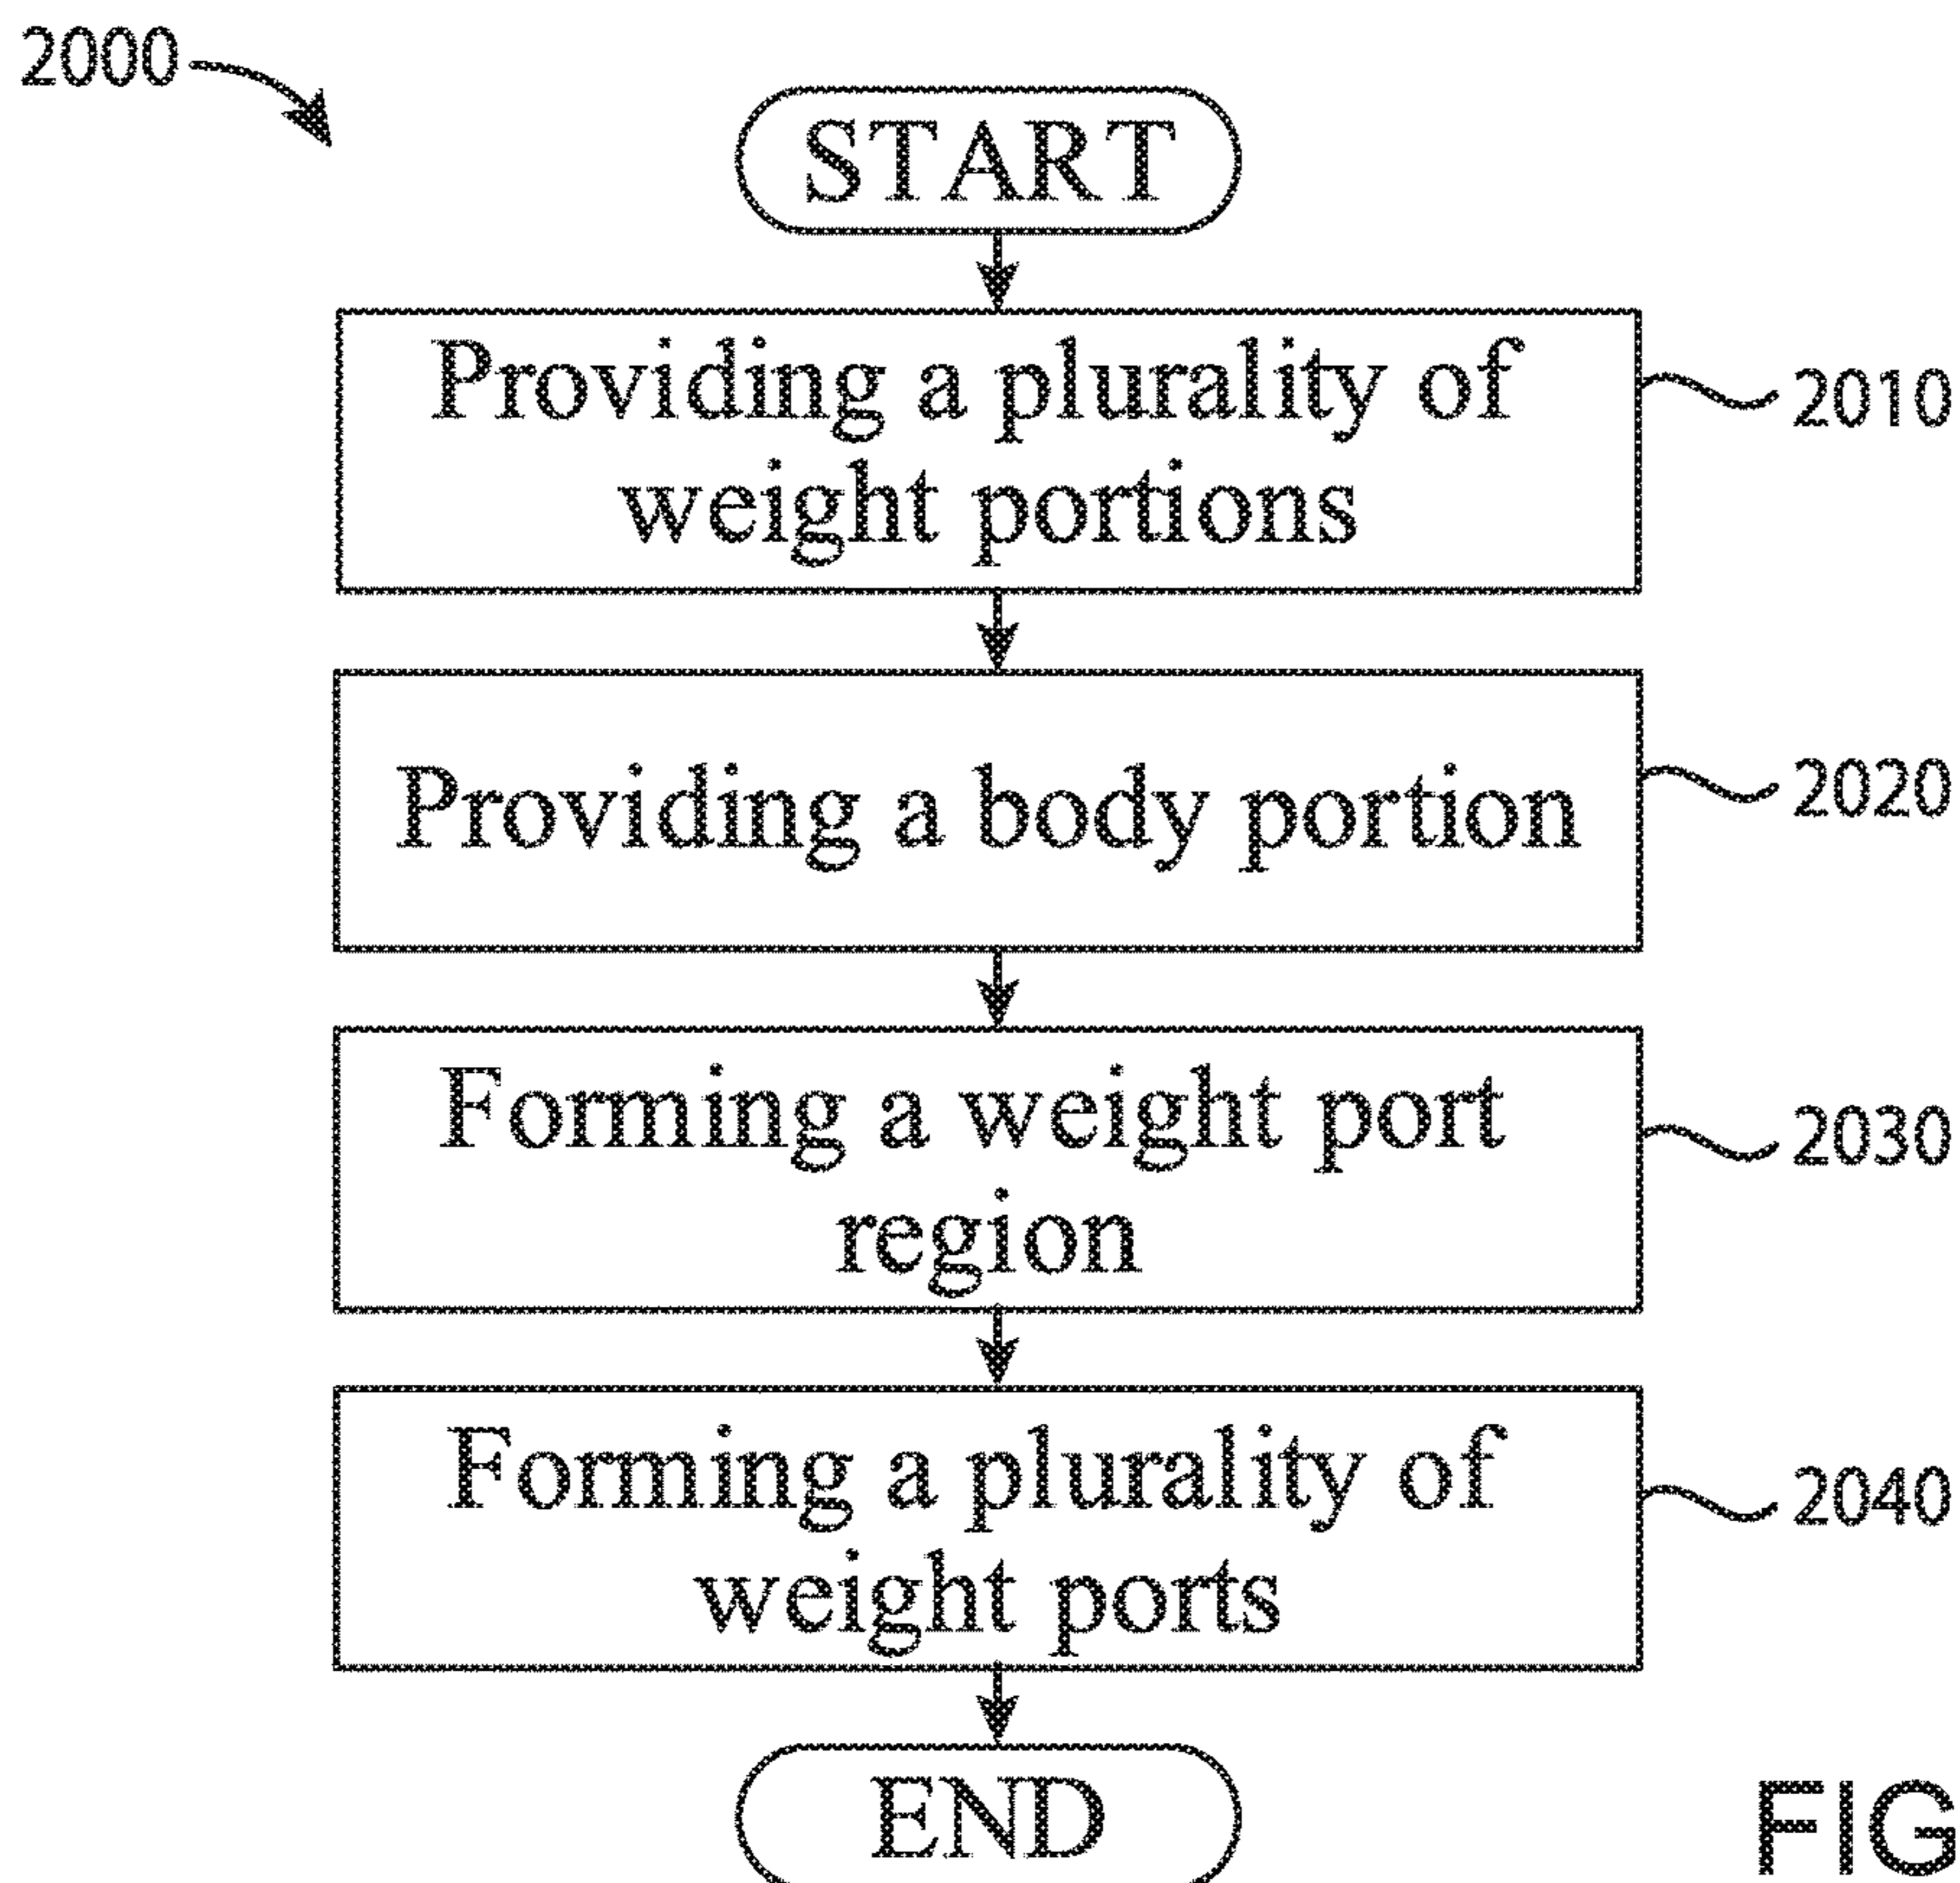 2000
START
Providing a plurality of
weight portions
2010
Providing a body portion
2020
Forming a weight port
region
2030
Forming a plurality of
weight ports
2040
END
FIG